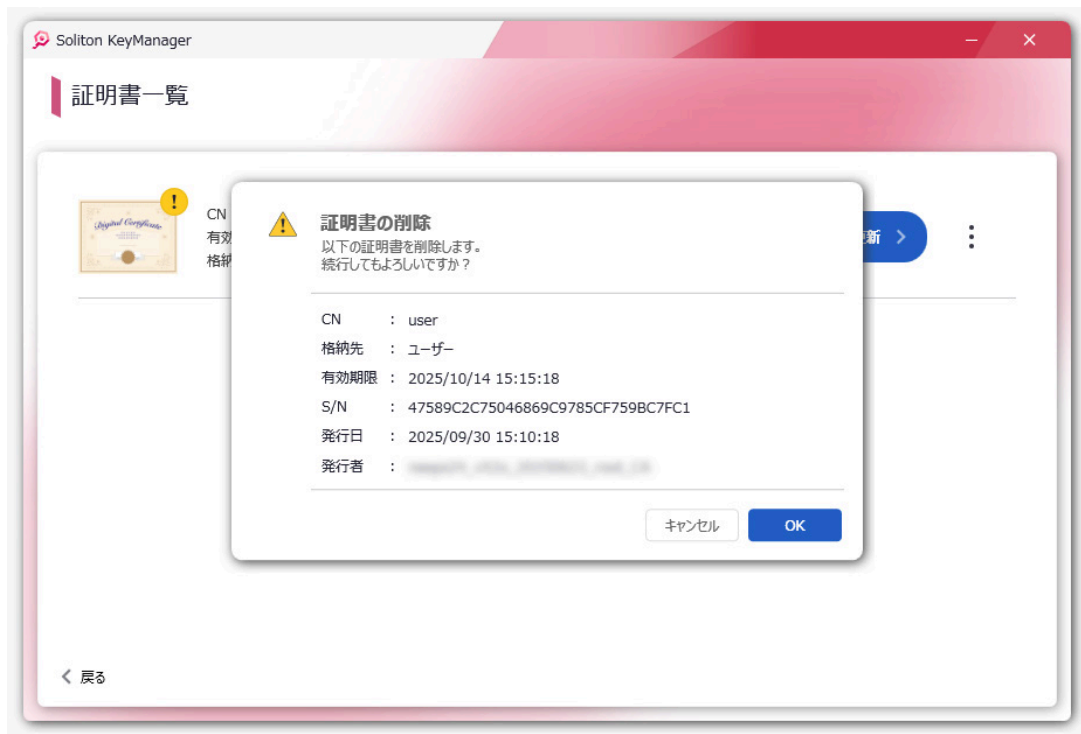 Soliton KeyManager
証明書一覧
Digital Certificate
!
CN
有効
格納
更新
証明書の削除
以下の証明書を削除します。
続行してもよろしいですか?
CN : user
格納先 : ユーザー
有効期限 : 2025/10/14 15:15:18
S/N : 47589C2C75046869C9785CF759BC7FC1
発行日 : 2025/09/30 15:10:18
発行者 :
キャンセル
OK
戻る